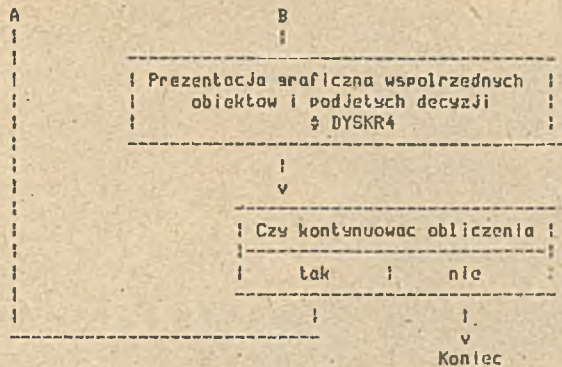 A B
Prezentacja graficzna wspolrzednych
obiektow i podjetych decyzji
$ DYSKR4
v
Czy kontynuowac obliczenia
tak nie
v
Koniec